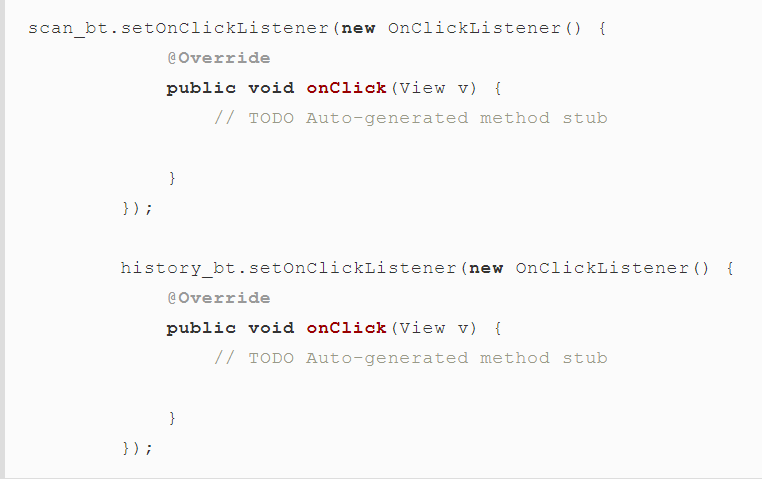 scan_bt.setOnClickListener(new OnClickListener() {
@Override
public void onClick(View v) {
// TODO Auto-generated method stub
}
});
history_bt.setOnClickListener(new OnClickListener() {
@Override
public void onClick(View v) {
// TODO Auto-generated method stub
}
});